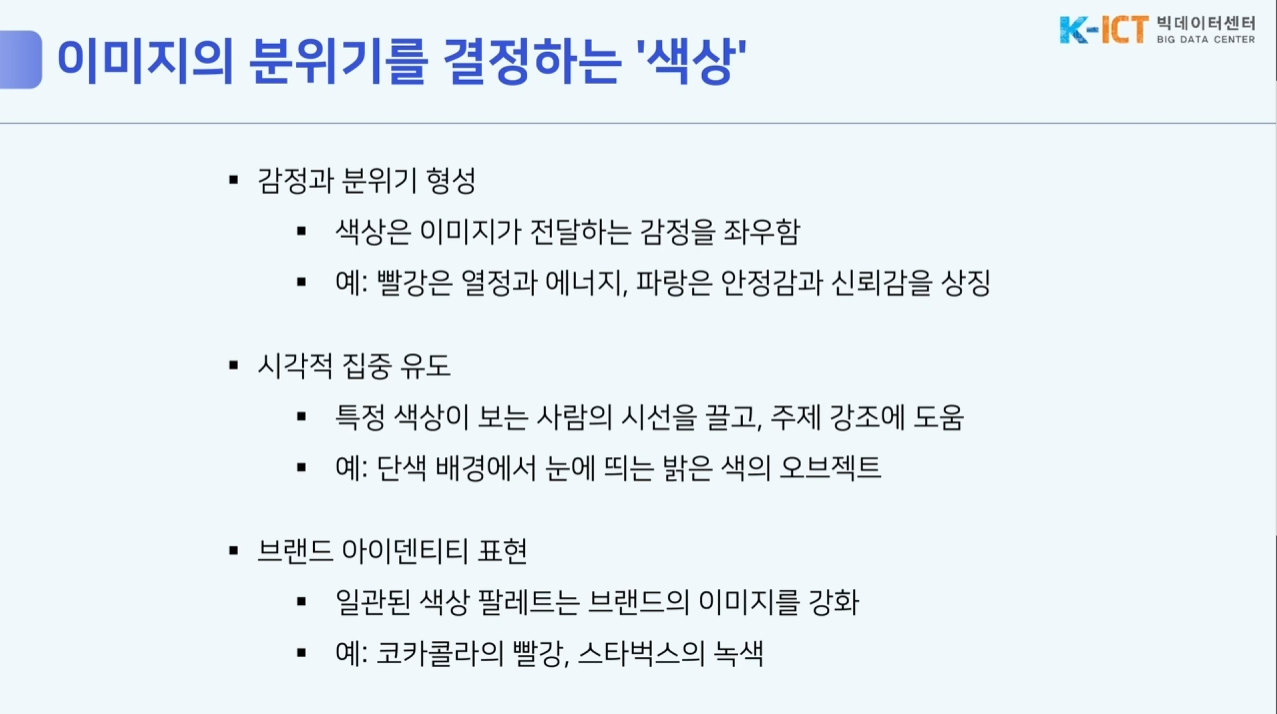 이미지의 분위기를 결정하는 '색상'
K-ICT 빅데이터센터
BIG DATA CENTER
▪ 감정과 분위기 형성
▪ 색상은 이미지가 전달하는 감정을 좌우함
▪ 예: 빨강은 열정과 에너지, 파랑은 안정감과 신뢰감을 상징
▪ 시각적 집중 유도
▪ 특정 색상이 보는 사람의 시선을 끌고, 주제 강조에 도움
▪ 예: 단색 배경에서 눈에 띄는 밝은 색의 오브젝트
▪ 브랜드 아이덴티티 표현
▪ 일관된 색상 팔레트는 브랜드의 이미지를 강화
▪ 예: 코카콜라의 빨강, 스타벅스의 녹색